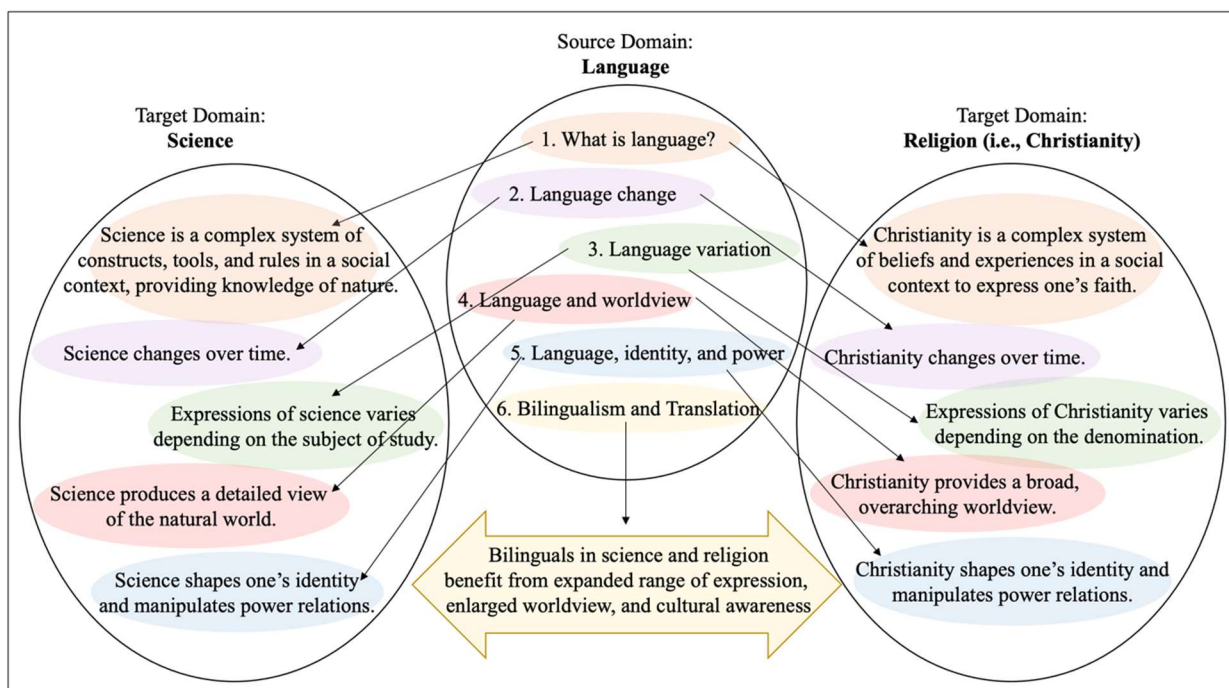 Source Domain:
Language
Target Domain:
Science
Target Domain:
Religion (i.e., Christianity)
1. What is language?
2. Language change
3. Language variation
4. Language and worldview
5. Language, identity, and power
6. Bilingualism and Translation
Science is a complex system of
constructs, tools, and rules in a social
context, providing knowledge of nature.
Science changes over time.
Expressions of science varies
depending on the subject of study.
Science produces a detailed view
of the natural world.
Science shapes one's identity
and manipulates power relations.
Christianity is a complex system
of beliefs and experiences in a social
context to express one's faith.
Christianity changes over time.
Expressions of Christianity varies
depending on the denomination.
Christianity provides a broad,
overarching worldview.
Christianity shapes one's identity and
manipulates power relations.
Bilinguals in science and religion
benefit from expanded range of expression,
enlarged worldview, and cultural awareness